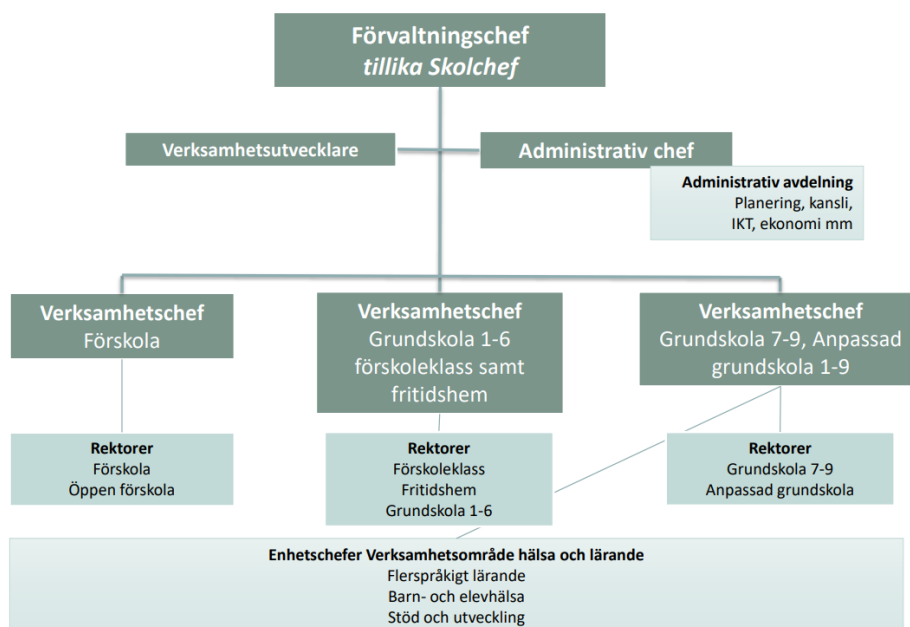 Förvaltningschef
tillika Skolchef
Verksamhetsutvecklare
Administrativ chef
Administrativ avdelning
Planering, kansli,
IKT, ekonomi mm
Verksamhetschef
Förskola
Verksamhetschef
Grundskola 1-6
förskoleklass samt
fritidshem
Verksamhetschef
Grundskola 7-9, Anpassad
grundskola 1-9
Rektorer
Förskola
Öppen förskola
Rektorer
Förskoleklass
Fritidshem
Grundskola 1-6
Rektorer
Grundskola 7-9
Anpassad grundskola
Enhetschefer Verksamhetsområde hälsa och lärande
Flerspråkigt lärande
Barn- och elevhälsa
Stöd och utveckling